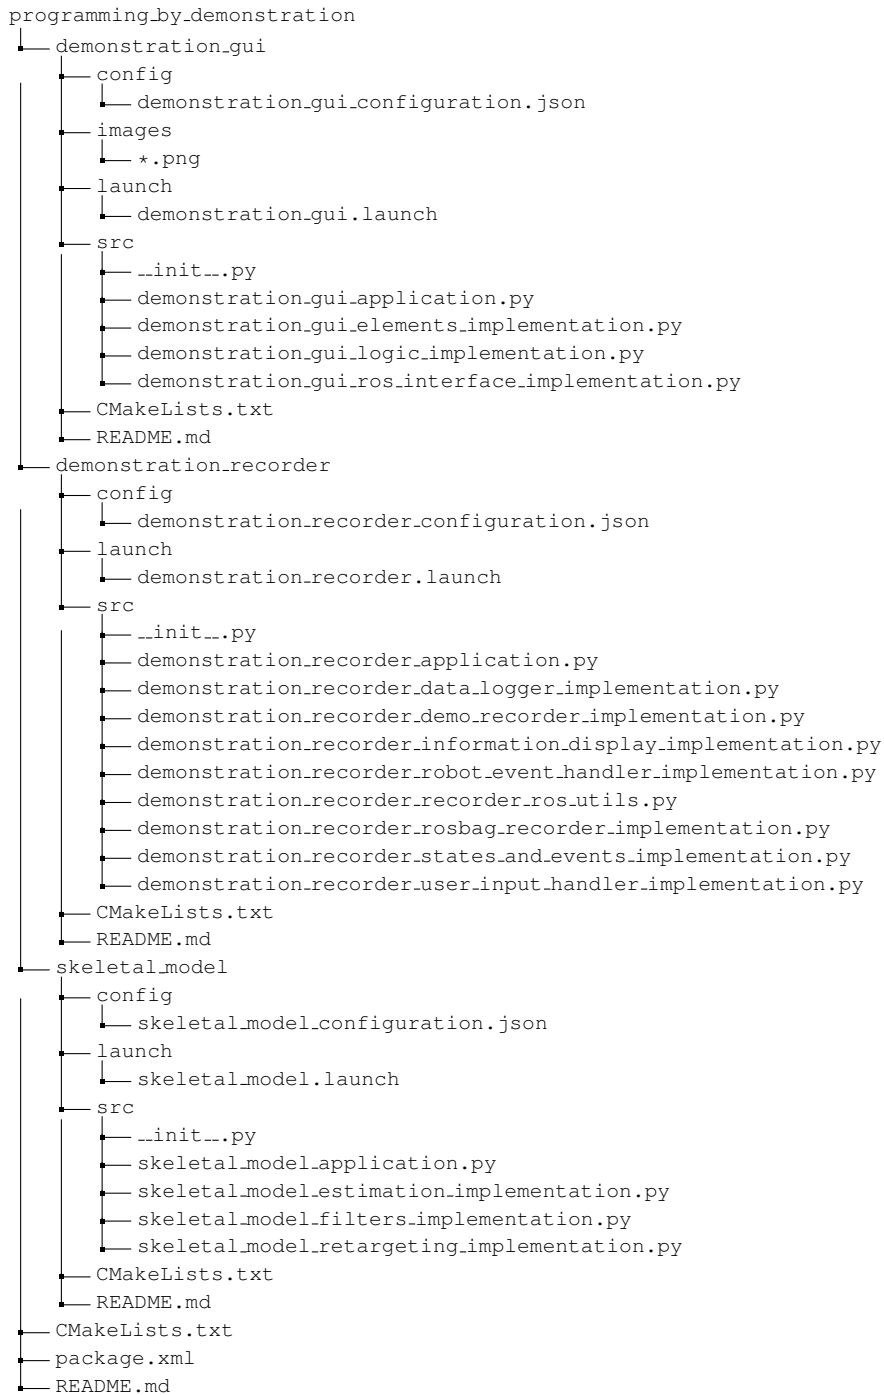 programming_by_demonstration
demonstration_gui
config
demonstration_gui_configuration.json
images
*.png
launch
demonstration_gui.launch
src
__init__.py
demonstration_gui_application.py
demonstration_gui_elements_implementation.py
demonstration_gui_logic_implementation.py
demonstration_gui_ros_interface_implementation.py
CMakeLists.txt
README.md
demonstration_recorder
config
demonstration_recorder_configuration.json
launch
demonstration_recorder.launch
src
__init__.py
demonstration_recorder_application.py
demonstration_recorder_data_logger_implementation.py
demonstration_recorder_demo_recorder_implementation.py
demonstration_recorder_information_display_implementation.py
demonstration_recorder_robot_event_handler_implementation.py
demonstration_recorder_recorder_ros_utils.py
demonstration_recorder_rosbag_recorder_implementation.py
demonstration_recorder_states_and_events_implementation.py
demonstration_recorder_user_input_handler_implementation.py
CMakeLists.txt
README.md
skeletal_model
config
skeletal_model_configuration.json
launch
skeletal_model.launch
src
__init__.py
skeletal_model_application.py
skeletal_model_estimation_implementation.py
skeletal_model_filters_implementation.py
skeletal_model_retargeting_implementation.py
CMakeLists.txt
README.md
CMakeLists.txt
package.xml
README.md